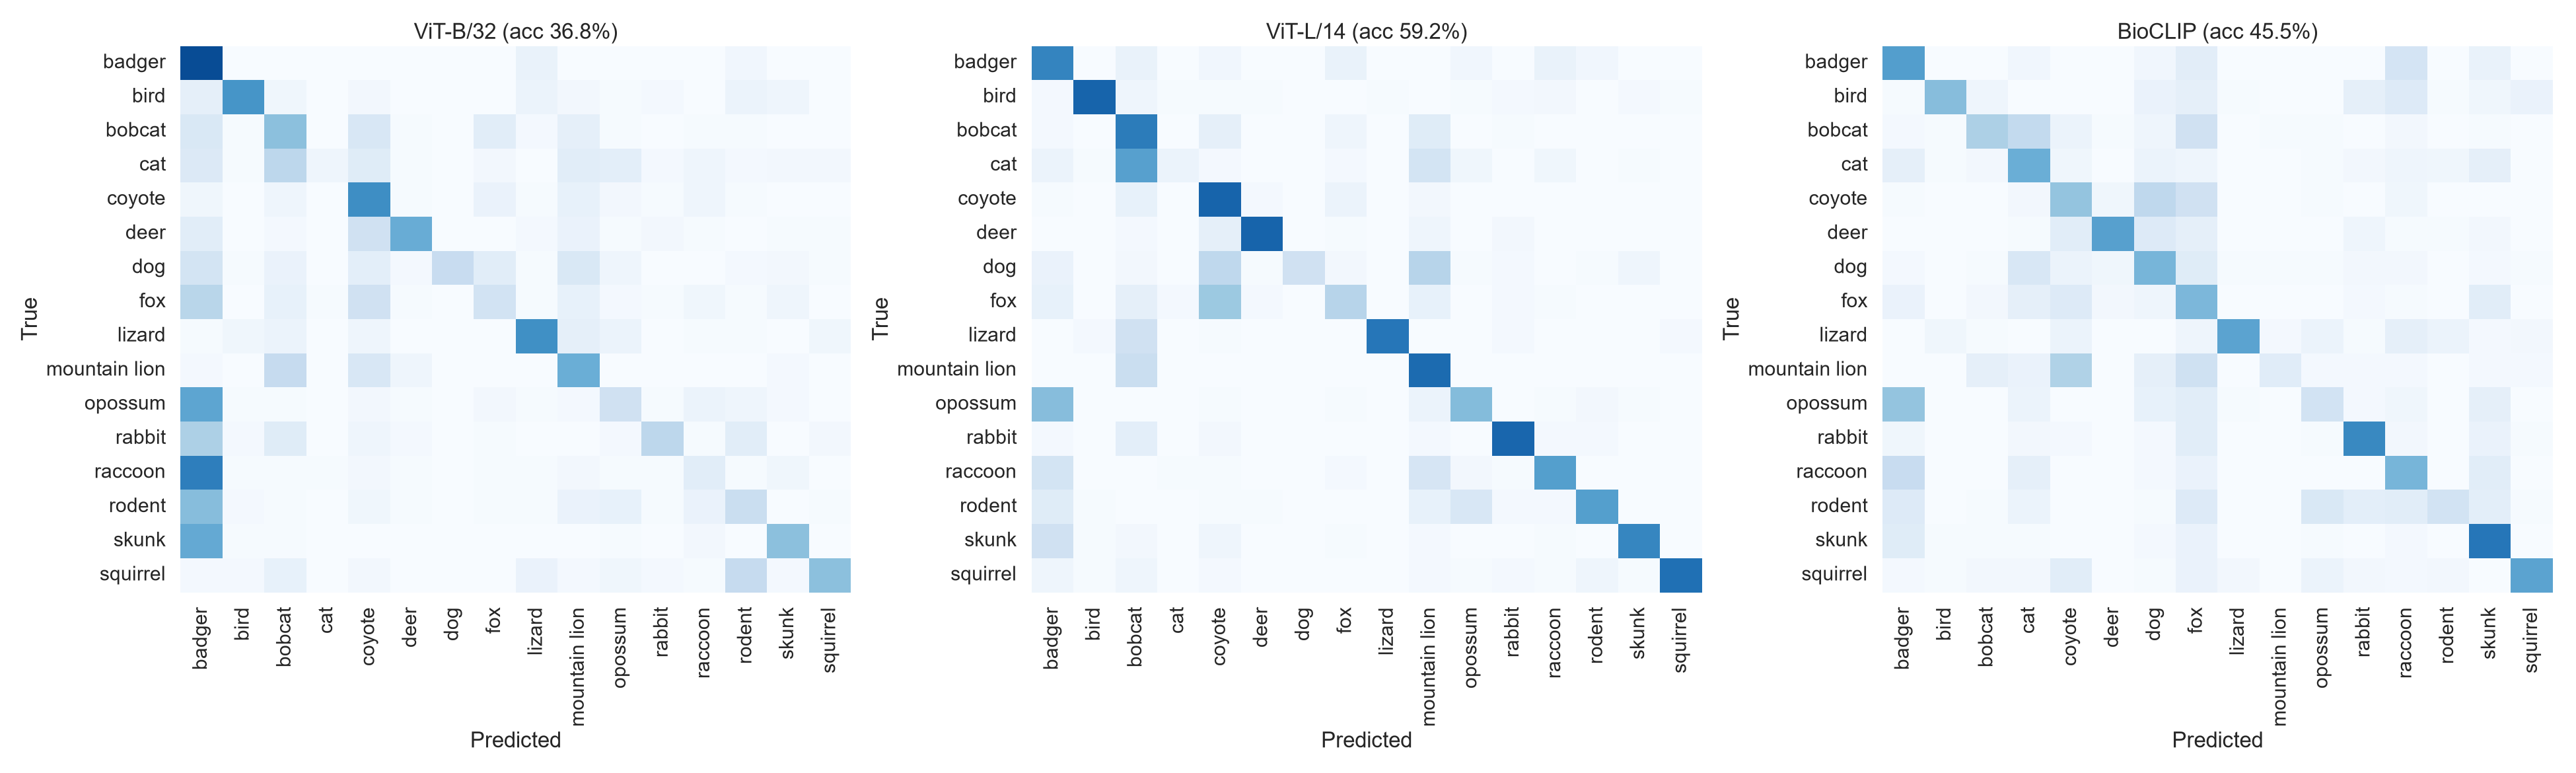 ViT-B/32 (acc 36.8%)
True
badger
bird
bobcat
cat
coyote
deer
dog
fox
lizard
mountain lion
opossum
rabbit
raccoon
rodent
skunk
squirrel
badger
bird
bobcat
cat
coyote
deer
dog
fox
lizard
mountain lion
opossum
rabbit
raccoon
rodent
skunk
squirrel
Predicted
ViT-L/14 (acc 59.2%)
True
badger
bird
bobcat
cat
coyote
deer
dog
fox
lizard
mountain lion
opossum
rabbit
raccoon
rodent
skunk
squirrel
badger
bird
bobcat
cat
coyote
deer
dog
fox
lizard
mountain lion
opossum
rabbit
raccoon
rodent
skunk
squirrel
Predicted
BioCLIP (acc 45.5%)
True
badger
bird
bobcat
cat
coyote
deer
dog
fox
lizard
mountain lion
opossum
rabbit
raccoon
rodent
skunk
squirrel
badger
bird
bobcat
cat
coyote
deer
dog
fox
lizard
mountain lion
opossum
rabbit
raccoon
rodent
skunk
squirrel
Predicted